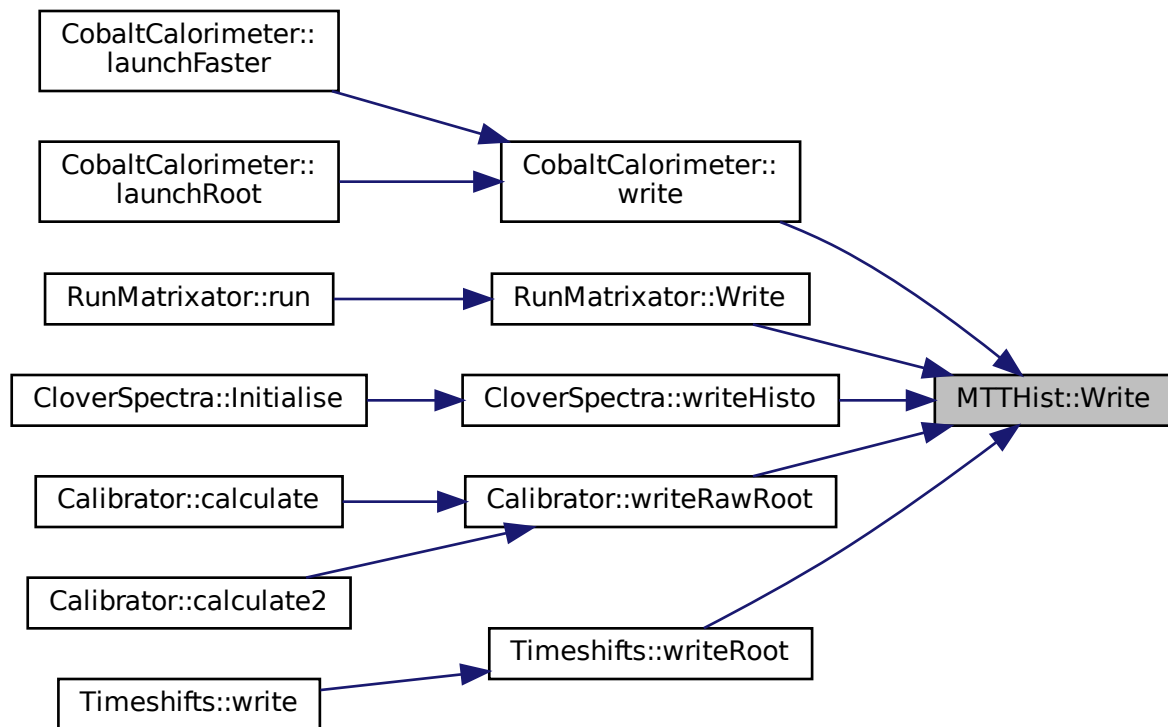 CobaltCalorimeter::
launchFaster
CobaltCalorimeter::
launchRoot
CobaltCalorimeter::
write
RunMatrixator::run
RunMatrixator::Write
CloverSpectra::Initialise
CloverSpectra::writeHisto
MTTHist::Write
Calibrator::calculate
Calibrator::writeRawRoot
Calibrator::calculate2
Timeshifts::writeRoot
Timeshifts::write